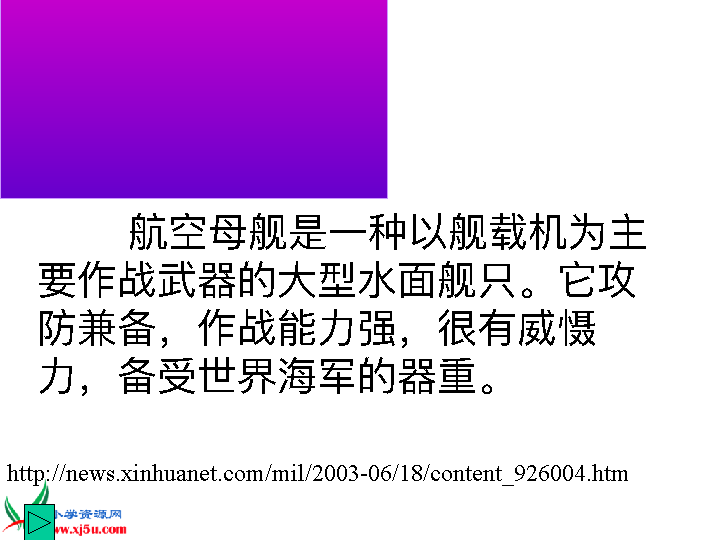 航空母舰是一种以舰载机为主
要作战武器的大型水面舰只。它攻
防兼备，作战能力强，很有威慑
力，备受世界海军的器重。
http://news.xinhuanet.com/mil/2003-06/18/content_926004.htm
小学资源网
www.xj5u.com